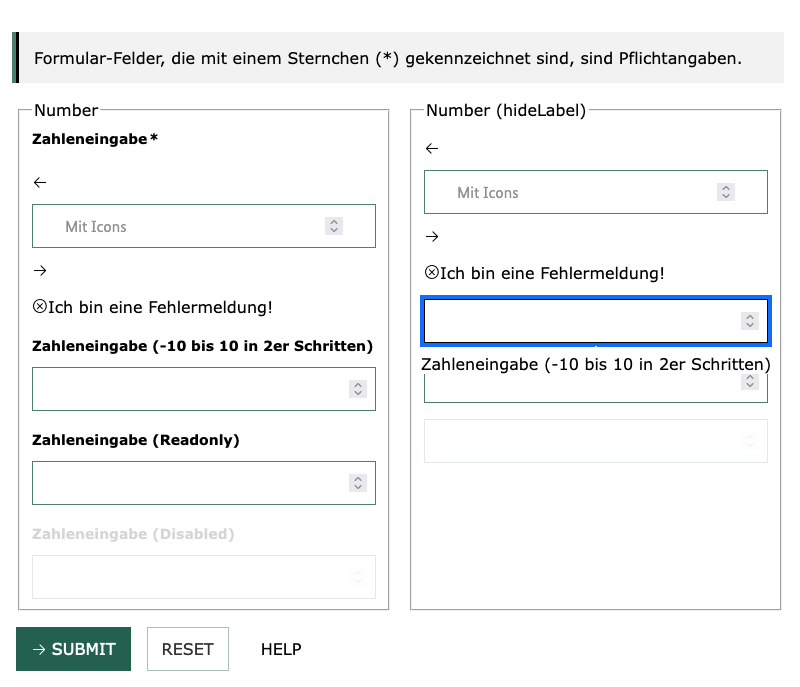 Formular-Felder, die mit einem Sternchen (*) gekennzeichnet sind, sind Pflichtangaben.
Number
Zahleneingabe*
←
Mit Icons
→
Ich bin eine Fehlermeldung!
Zahleneingabe (-10 bis 10 in 2er Schritten)
Zahleneingabe (Readonly)
Zahleneingabe (Disabled)
Number (hideLabel)
←
Mit Icons
→
Ich bin eine Fehlermeldung!
Zahleneingabe (-10 bis 10 in 2er Schritten)
→ SUBMIT
RESET
HELP